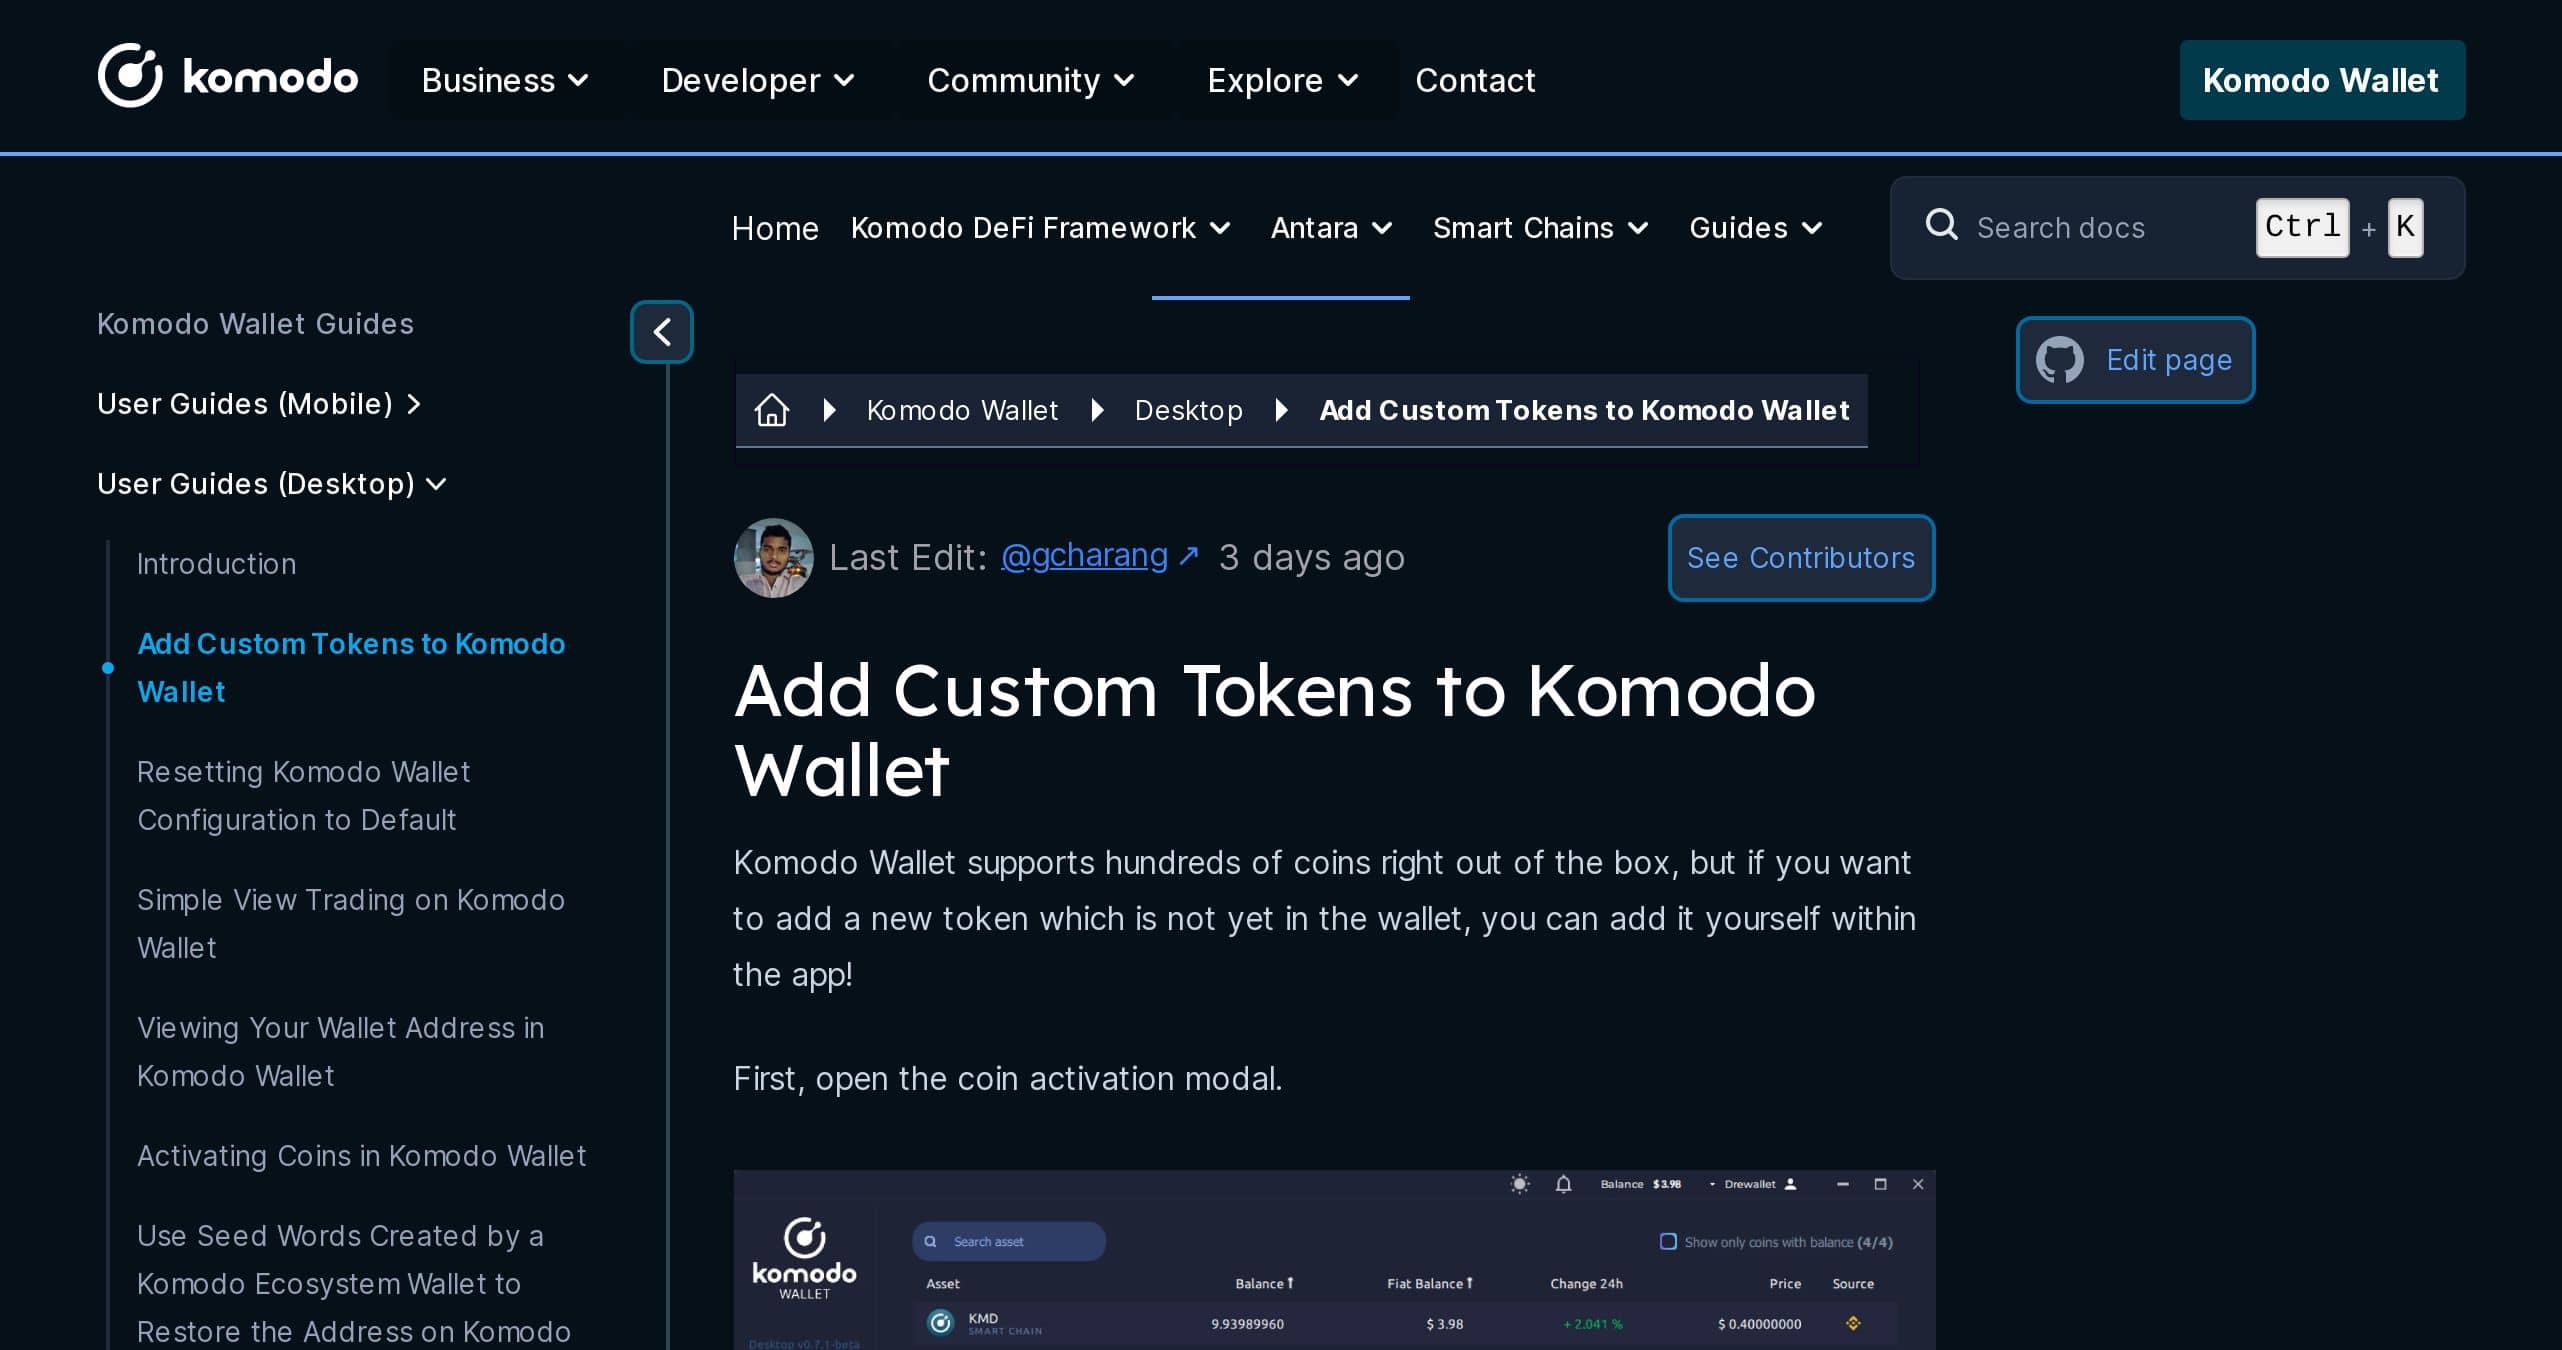 komodo
Business
Developer
Community
Explore
Contact
Komodo Wallet
Home
Komodo DeFi Framework
Antara
Smart Chains
Guides
Search docs
Ctrl + K
Komodo Wallet Guides
User Guides (Mobile)
User Guides (Desktop)
Introduction
Add Custom Tokens to Komodo
Wallet
Resetting Komodo Wallet
Configuration to Default
Simple View Trading on Komodo
Wallet
Viewing Your Wallet Address in
Komodo Wallet
Activating Coins in Komodo Wallet
Use Seed Words Created by a
Komodo Ecosystem Wallet to
Restore the Address on Komodo
Komodo Wallet
Desktop
Add Custom Tokens to Komodo Wallet
Edit page
Last Edit: @gcharang ↗ 3 days ago
See Contributors
Add Custom Tokens to Komodo
Wallet
Komodo Wallet supports hundreds of coins right out of the box, but if you want
to add a new token which is not yet in the wallet, you can add it yourself within
the app!
First, open the coin activation modal.
Balance $3.98
Drewallet
komodo
WALLET
Desktop v0.7.1-beta
Search asset
Show only coins with balance (4/4)
Asset Balance Fiat Balance Change 24h Price Source
KMD
SMART CHAIN
9.93989960 $ 3.98 +2.041 % $ 0.40000000